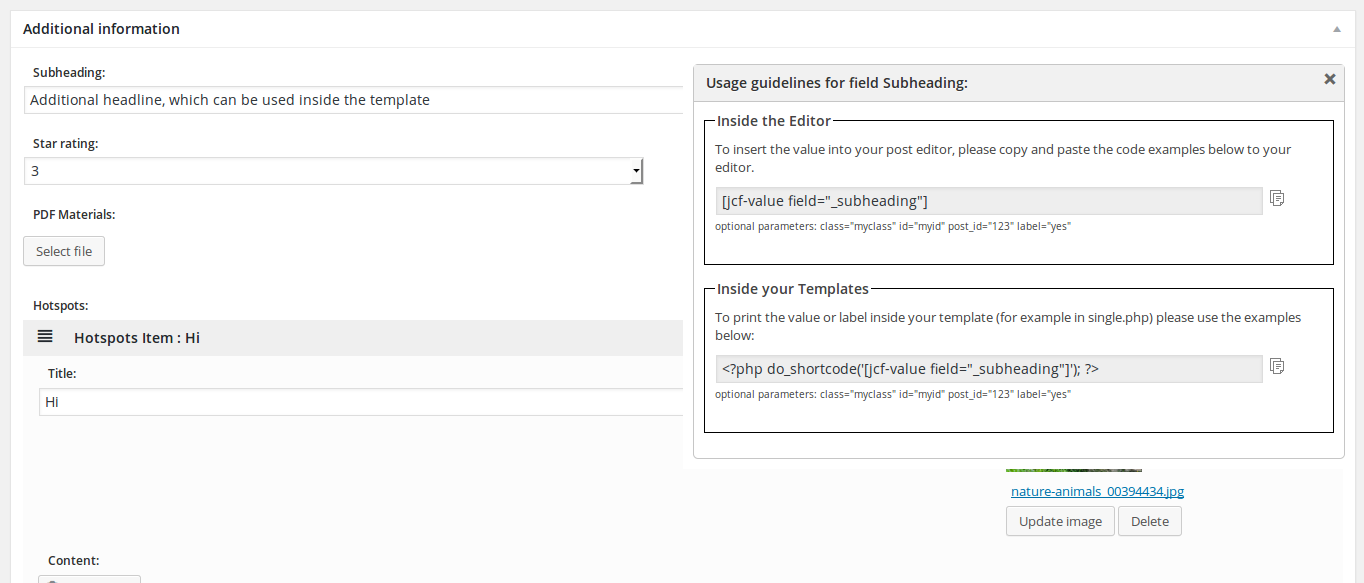 Additional information
Subheading:
Additional headline, which can be used inside the template
Star rating:
3
PDF Materials:
Select file
Hotspots:
Hotspots Item : Hi
Title:
Hi
Content:
Usage guidelines for field Subheading:
Inside the Editor
To insert the value into your post editor, please copy and paste the code examples below to your
editor.
[jcf-value field="_subheading"]
optional parameters: class="myclass" id="myid" post_id="123" label="yes"
Inside your Templates
To print the value or label inside your template (for example in single.php) please use the examples
below:
<?php do_shortcode('[jcf-value field="_subheading"]'); ?>
optional parameters: class="myclass" id="myid" post_id="123" label="yes"
nature-animals_00394434.jpg
Update image
Delete